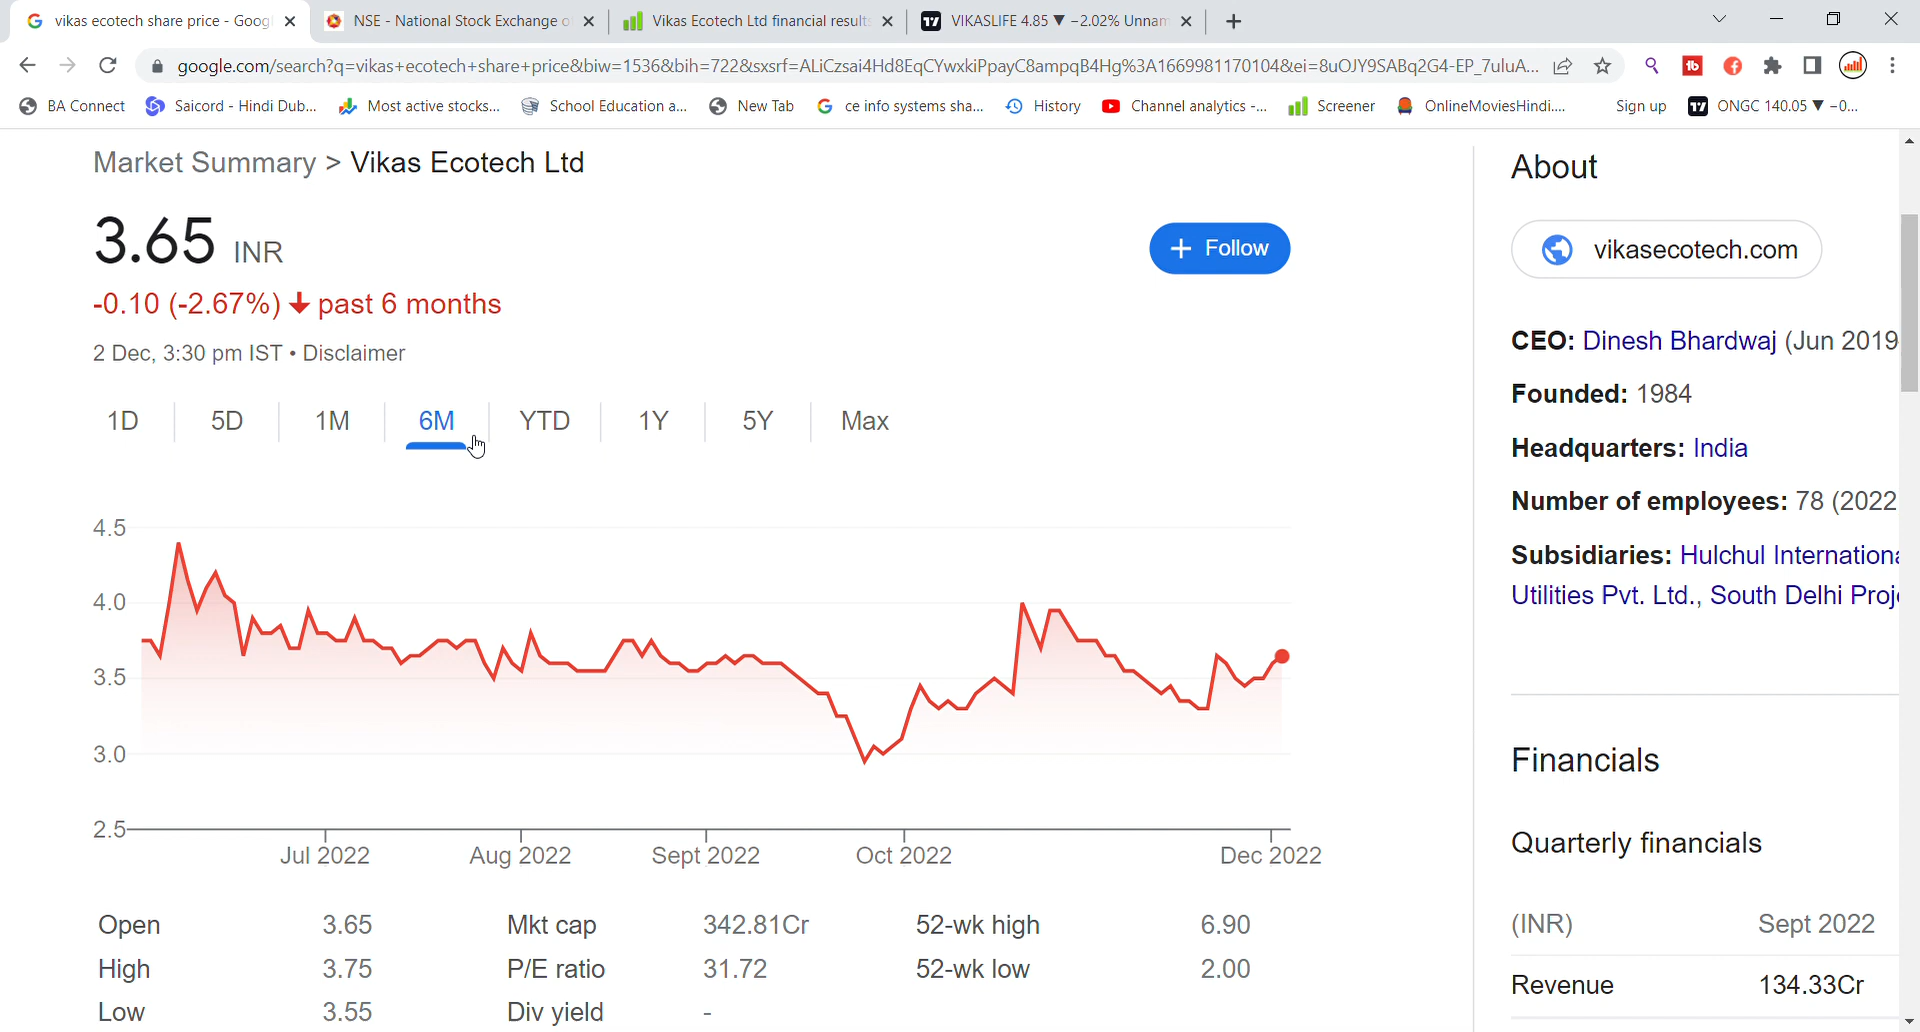 vikas ecotech share price - Goog
NSE - National Stock Exchange o
Vikas Ecotech Ltd financial results
VIKASLIFE 4.85 ▼ −2.02% Unnam
google.com/search?q=vikas+ecotech+share+price&biw=1536&bih=722&sxsrf=ALiCzsai4Hd8EqCYwxkiPpayC8ampqB4Hg%3A1669981170104&ei=8uOJY9SABq2G4-EP_7uluA...
BA Connect
Saicord - Hindi Dub...
Most active stocks...
School Education a...
New Tab
ce info systems sha...
History
Channel analytics -...
Screener
OnlineMoviesHindi....
Sign up
ONGC 140.05 ▼ −0...
Market Summary > Vikas Ecotech Ltd
3.65 INR
+ Follow
-0.10 (-2.67%) ↓ past 6 months
2 Dec, 3:30 pm IST • Disclaimer
1D 5D 1M 6M YTD 1Y 5Y Max
4.5
4.0
3.5
3.0
2.5
Jul 2022 Aug 2022 Sept 2022 Oct 2022 Dec 2022
Open 3.65 Mkt cap 342.81Cr 52-wk high 6.90
High 3.75 P/E ratio 31.72 52-wk low 2.00
Low 3.55 Div yield -
About
vikasecotech.com
CEO: Dinesh Bhardwaj (Jun 2019
Founded: 1984
Headquarters: India
Number of employees: 78 (2022
Subsidiaries: Hulchul Internationa
Utilities Pvt. Ltd., South Delhi Proj
Financials
Quarterly financials
(INR) Sept 2022
Revenue 134.33Cr